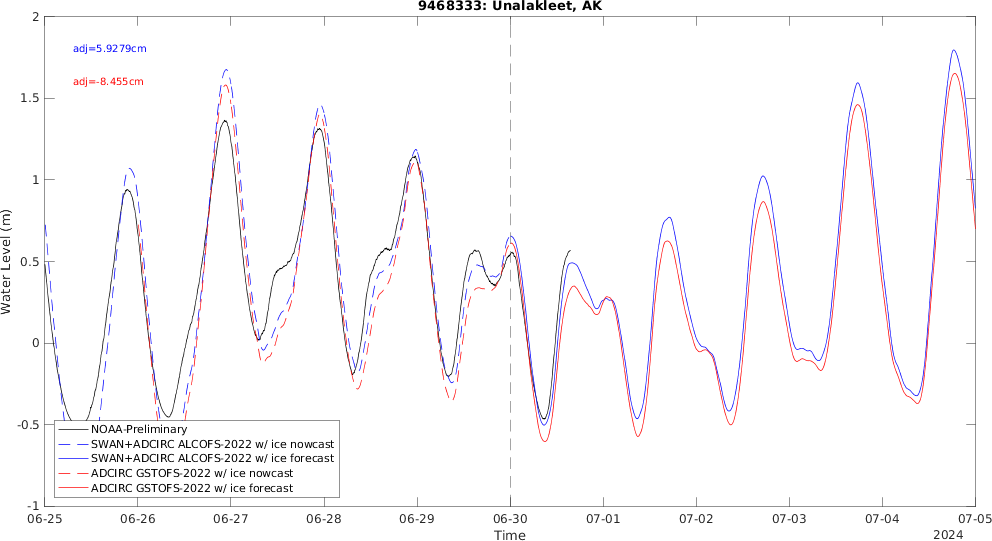 9468333: Unalakleet, AK
adj=5.9279cm
adj=-8.455cm
Water Level (m)
2
1.5
1
0.5
0
-0.5
-1
NOAA-Preliminary
SWAN+ADCIRC ALCOFS-2022 w/ ice nowcast
SWAN+ADCIRC ALCOFS-2022 w/ ice forecast
ADCIRC GSTOFS-2022 w/ ice nowcast
ADCIRC GSTOFS-2022 w/ ice forecast
06-25 06-26 06-27 06-28 06-29 06-30 07-01 07-02 07-03 07-04 07-05
Time
2024